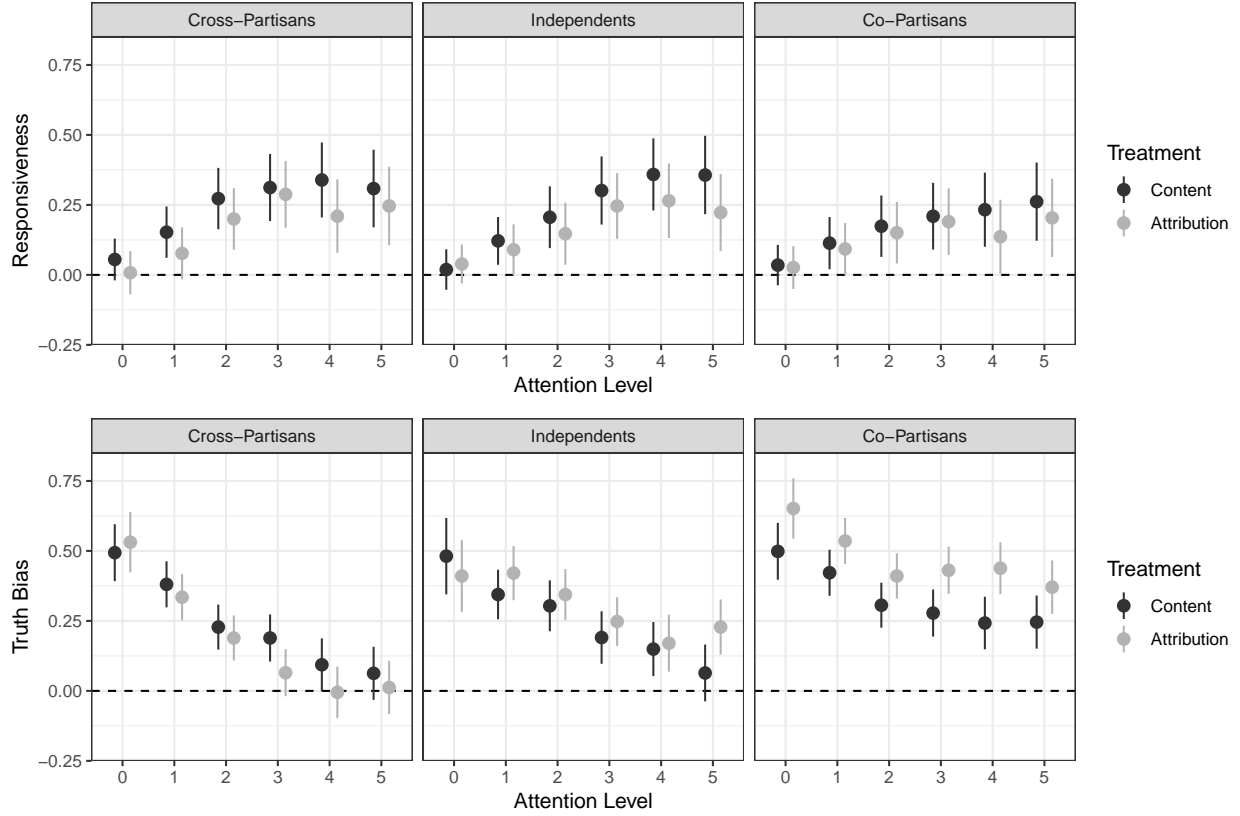 Cross−Partisans Independents Co−Partisans
0.75
0.50
0.25
0.00
−0.25
Responsiveness
0 1 2 3 4 5 0 1 2 3 4 5 0 1 2 3 4 5
Attention Level
Treatment
Content
Attribution
Cross−Partisans Independents Co−Partisans
0.75
0.50
0.25
0.00
−0.25
Truth Bias
0 1 2 3 4 5 0 1 2 3 4 5 0 1 2 3 4 5
Attention Level
Treatment
Content
Attribution